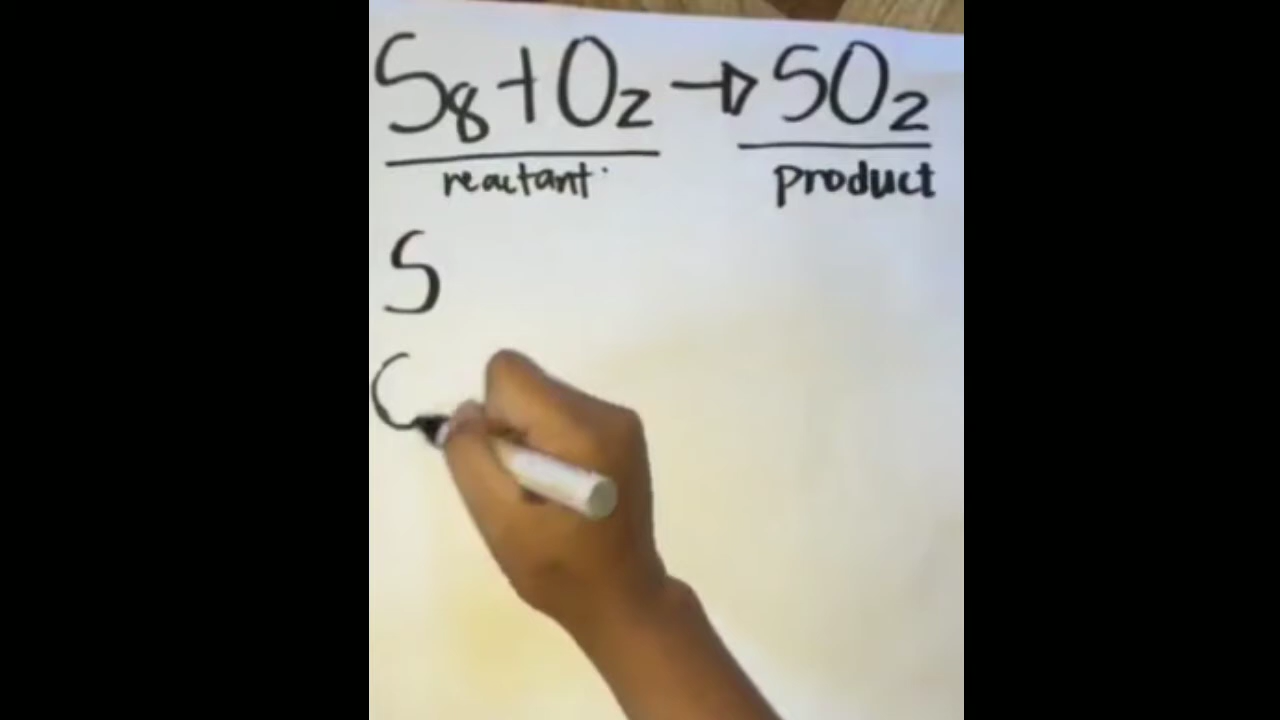 S₈ + O₂ → SO₂
reactant product
S